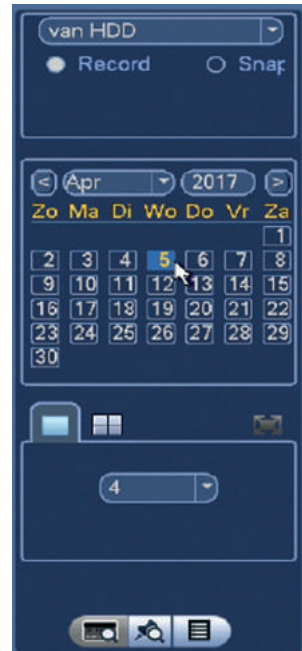 van HDD
Record Snap
< Apr 2017 >
Zo Ma Di Wo Do Vr Za
1
2 3 4 5 6 7 8
9 10 11 12 13 14 15
16 17 18 19 20 21 22
23 24 25 26 27 28 29
30
4